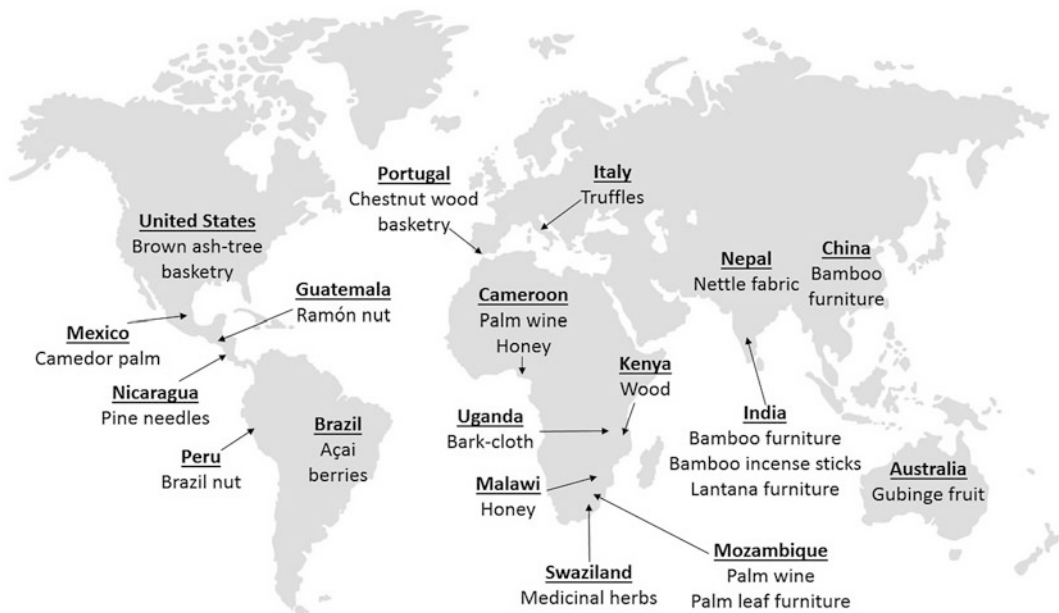 Portugal
Chestnut wood
basketry
Italy
Truffles
United States
Brown ash-tree
basketry
Nepal
Nettle fabric
China
Bamboo
furniture
Guatemala
Ramón nut
Cameroon
Palm wine
Honey
Mexico
Camedor palm
Kenya
Wood
Nicaragua
Pine needles
Brazil
Açai
berries
Uganda
Bark-cloth
India
Bamboo furniture
Bamboo incense sticks
Lantana furniture
Peru
Brazil nut
Australia
Gubinge fruit
Malawi
Honey
Mozambique
Palm wine
Palm leaf furniture
Swaziland
Medicinal herbs